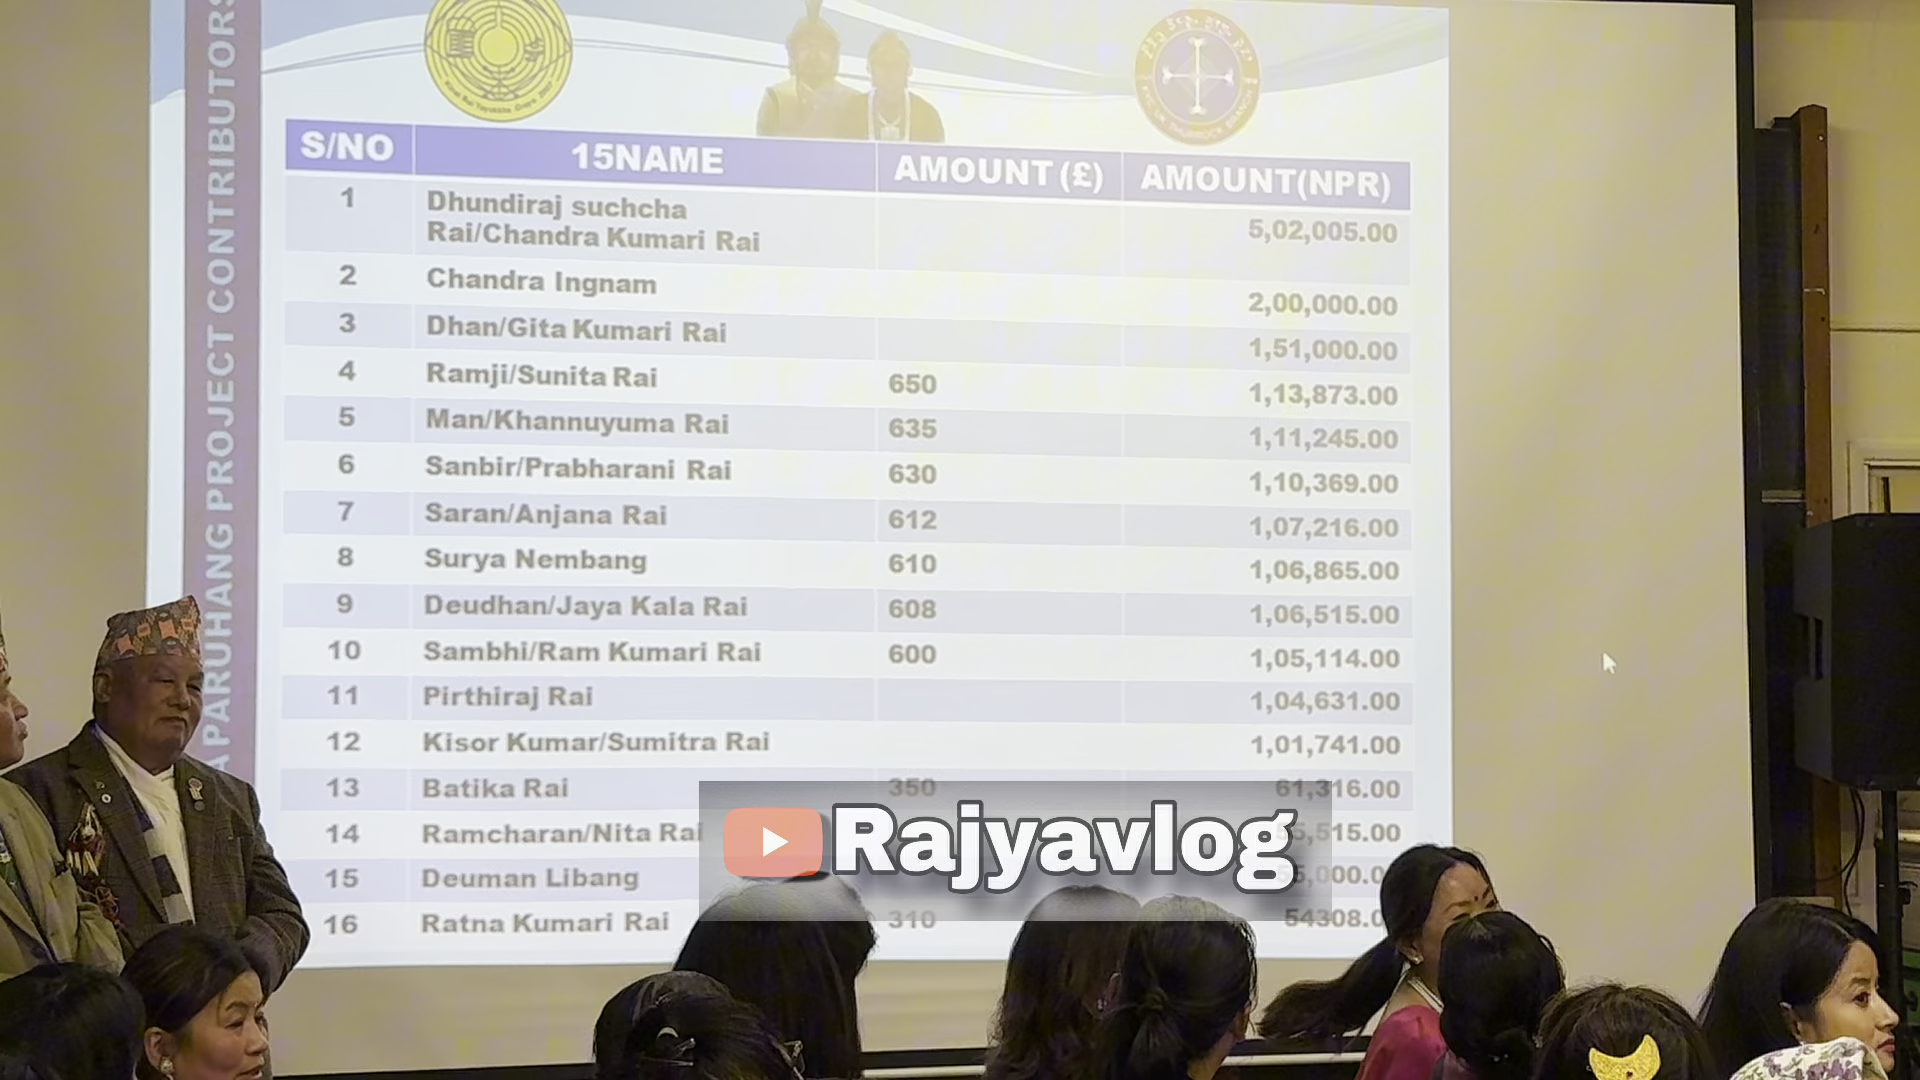 A PARUHANG PROJECT CONTRIBUTORS
S/NO 15NAME AMOUNT (£) AMOUNT(NPR)
1 Dhundiraj suchcha
Rai/Chandra Kumari Rai 5,02,005.00
2 Chandra Ingnam 2,00,000.00
3 Dhan/Gita Kumari Rai 1,51,000.00
4 Ramji/Sunita Rai 650 1,13,873.00
5 Man/Khannuyuma Rai 635 1,11,245.00
6 Sanbir/Prabharani Rai 630 1,10,369.00
7 Saran/Anjana Rai 612 1,07,216.00
8 Surya Nembang 610 1,06,865.00
9 Deudhan/Jaya Kala Rai 608 1,06,515.00
10 Sambhi/Ram Kumari Rai 600 1,05,114.00
11 Pirthiraj Rai 1,04,631.00
12 Kisor Kumar/Sumitra Rai 1,01,741.00
13 Batika Rai 350 61,316.00
14 Ramcharan/Nita Rai
15 Deuman Libang
16 Ratna Kumari Rai 310
Rajyavlog